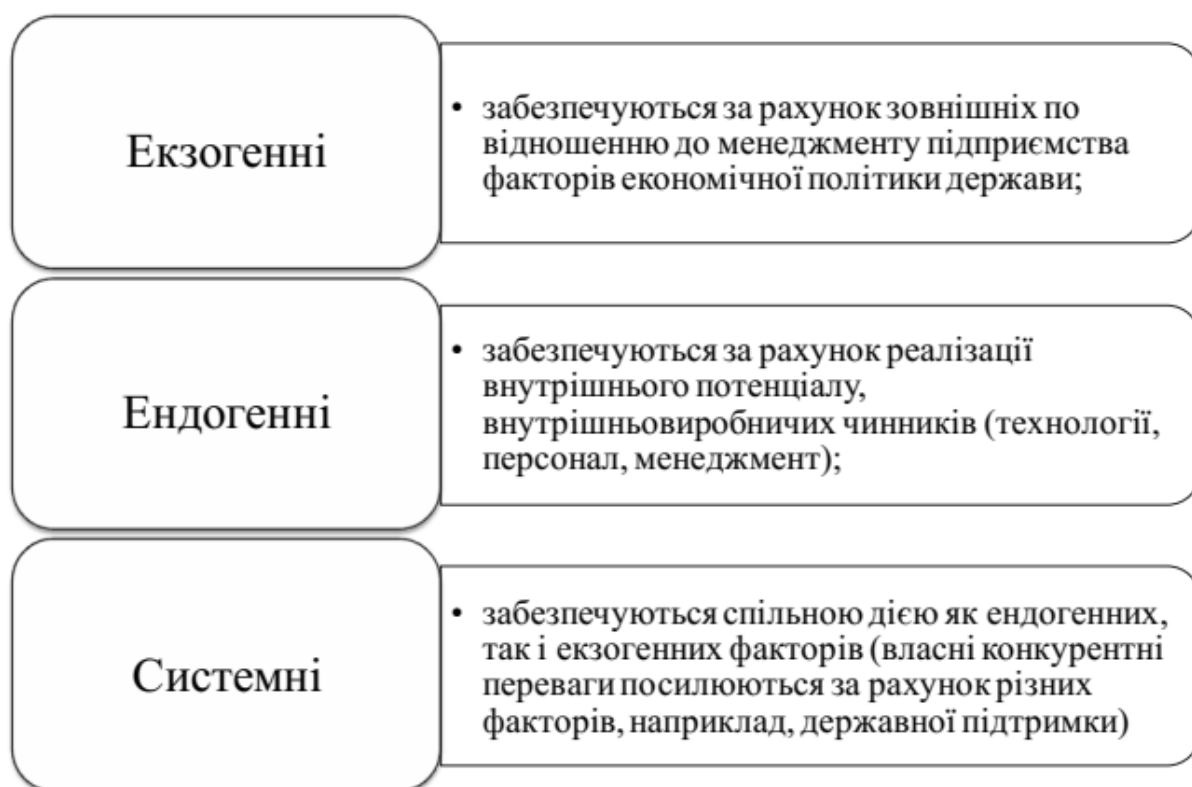 Екзогенні
• забезпечуються за рахунок зовнішніх по
відношенню до менеджменту підприємства
факторів економічної політики держави;
Ендогенні
• забезпечуються за рахунок реалізації
внутрішнього потенціалу,
внутрішньовиробничих чинників (технології,
персонал, менеджмент);
Системні
• забезпечуються спільною дією як ендогенних,
так і екзогенних факторів (власні конкурентні
переваги посилюються за рахунок різних
факторів, наприклад, державної підтримки)